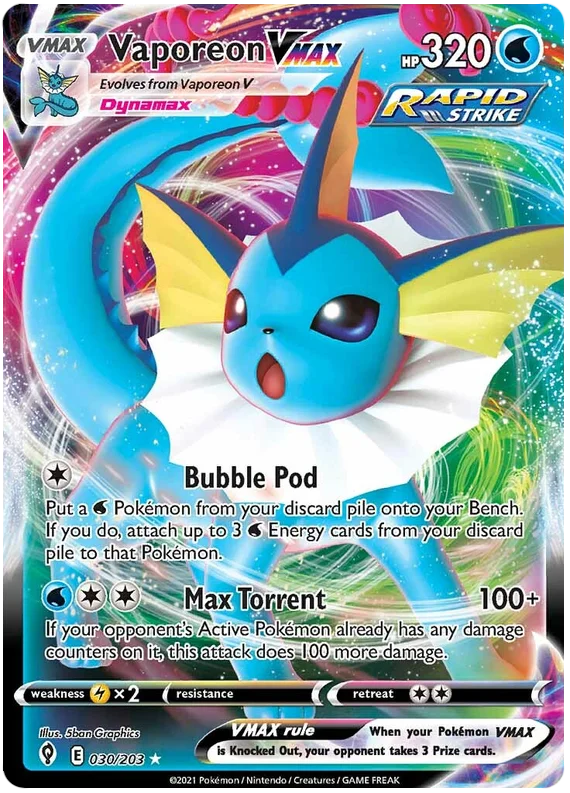 VMAX Vaporeon VMAX HP 320
Evolves from Vaporeon V
Dynamax
RAPID
STRIKE
Bubble Pod
Put a Pokémon from your discard pile onto your Bench.
If you do, attach up to 3 Energy cards from your discard
pile to that Pokémon.
Max Torrent 100+
If your opponent's Active Pokémon already has any damage
counters on it, this attack does 100 more damage.
weakness ×2 resistance retreat
Illus. 5ban Graphics
VMAX rule When your Pokémon VMAX
is Knocked Out, your opponent takes 3 Prize cards.
E 030/203 ★
©2021 Pokémon / Nintendo / Creatures / GAME FREAK